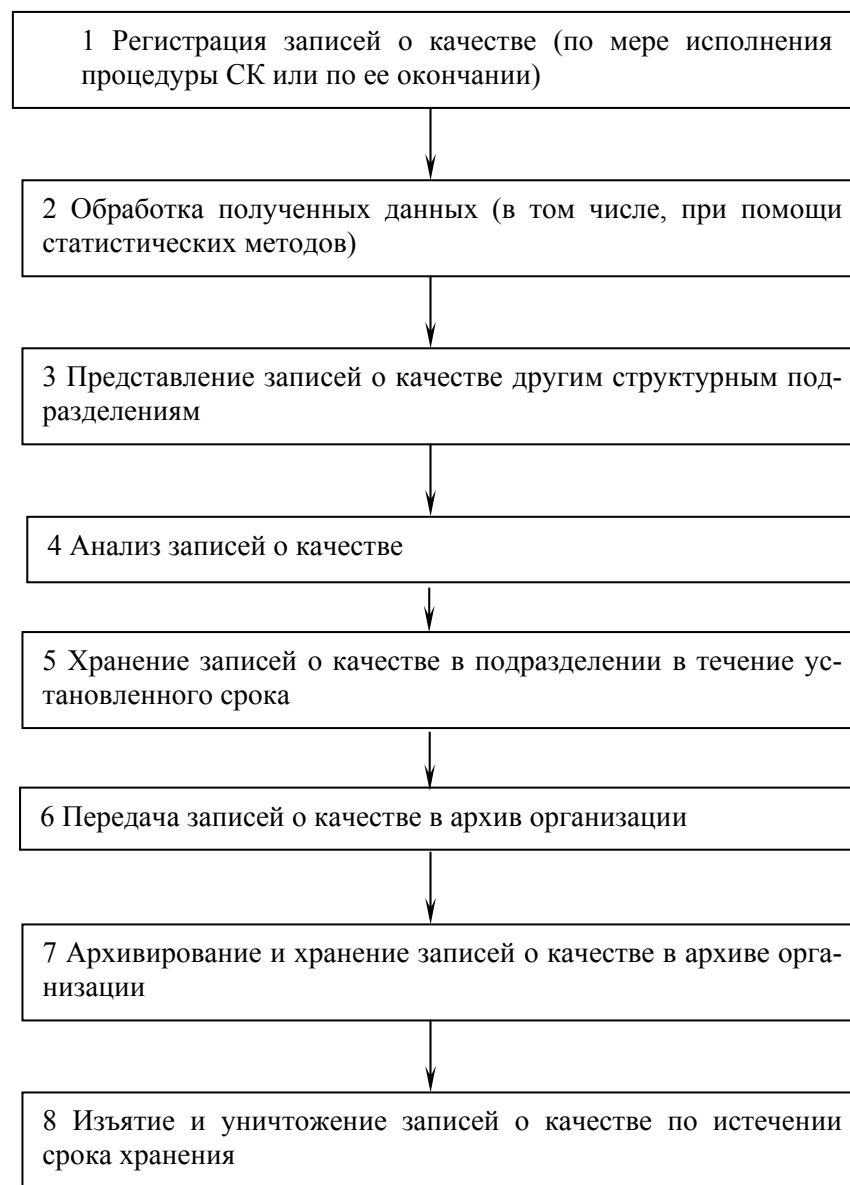 1 Регистрация записей о качестве (по мере исполнения
процедуры СК или по ее окончании)
2 Обработка полученных данных (в том числе, при помощи
статистических методов)
3 Представление записей о качестве другим структурным под-
разделениям
4 Анализ записей о качестве
5 Хранение записей о качестве в подразделении в течение ус-
тановленного срока
6 Передача записей о качестве в архив организации
7 Архивирование и хранение записей о качестве в архиве орга-
низации
8 Изъятие и уничтожение записей о качестве по истечении
срока хранения